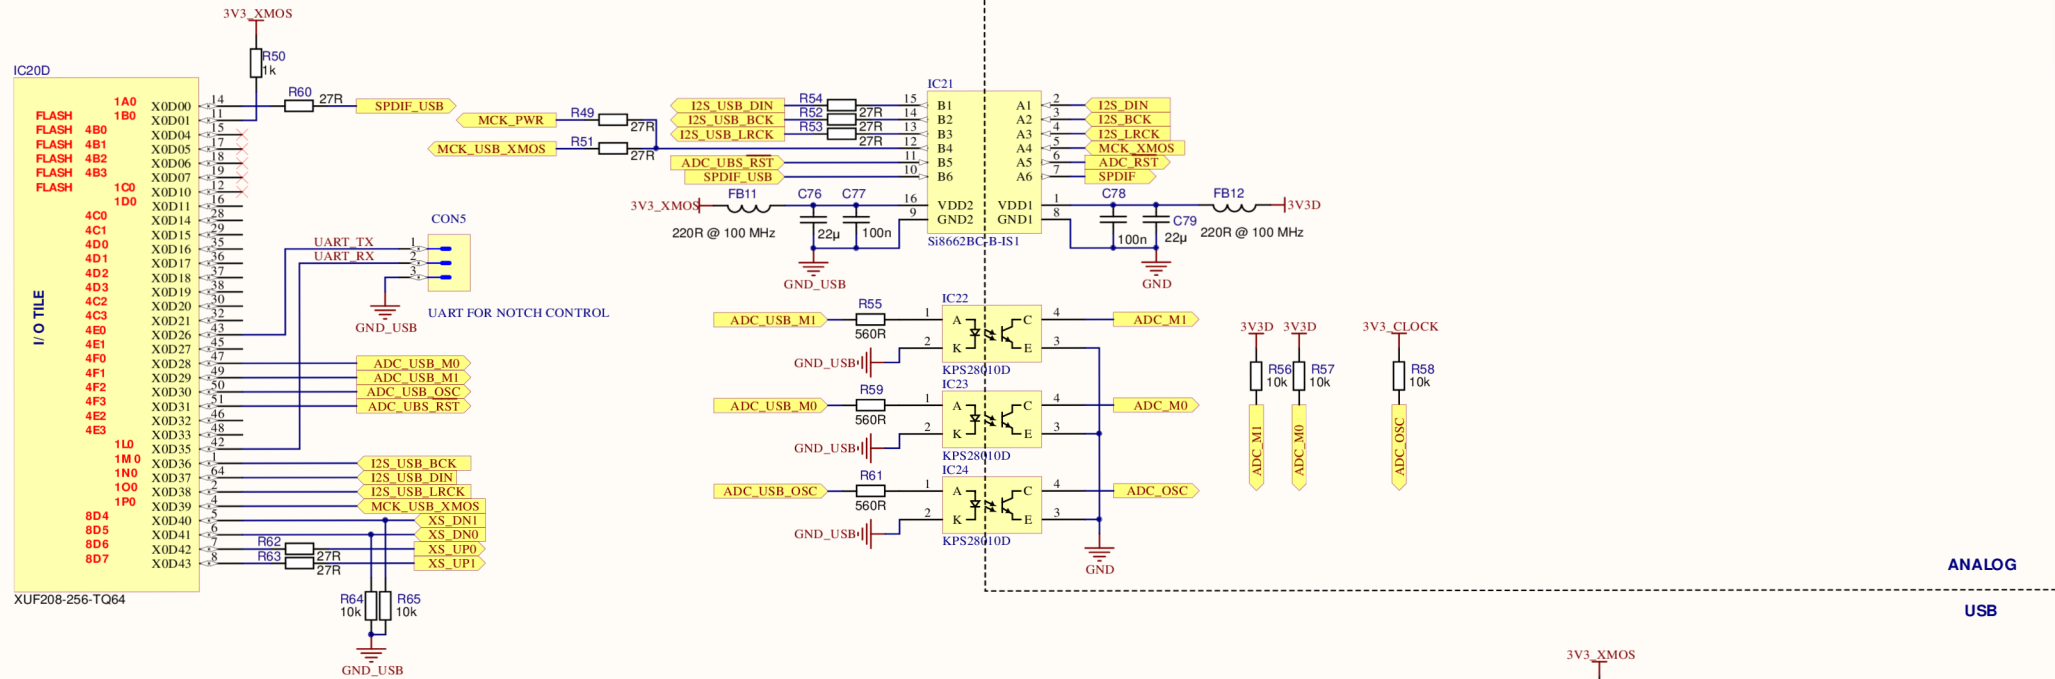 3V3_XMOS
R50
1k
IC20D
I/O TILE
1A0 X0D00 14
FLASH 1B0 X0D01 11
FLASH 4B0 X0D04 15
FLASH 4B1 X0D05 17
FLASH 4B2 X0D06 18
FLASH 4B3 X0D07 19
FLASH 1C0 X0D10 12
1D0 X0D11 16
4C0 X0D14 28
4C1 X0D15 29
4D0 X0D16 35
4D1 X0D17 36
4D2 X0D18 37
4D3 X0D19 38
4C2 X0D20 30
4C3 X0D21 32
4E0 X0D26 43
4E1 X0D27 45
4F0 X0D28 47
4F1 X0D29 49
4F2 X0D30 50
4F3 X0D31 51
4E2 X0D32 46
4E3 X0D33 48
1L0 X0D35 42
1M0 X0D36 1
1N0 X0D37 64
1O0 X0D38 2
1P0 X0D39 4
8D4 X0D40 5
8D5 X0D41 6
8D6 X0D42 7
8D7 X0D43 8
XUF208-256-TQ64
R60 27R SPDIF_USB
CON5
UART_TX 1
UART_RX 2
3
GND_USB
UART FOR NOTCH CONTROL
ADC_USB_M0
ADC_USB_M1
ADC_USB_OSC
ADC_UBS_RST
I2S_USB_BCK
I2S_USB_DIN
I2S_USB_LRCK
MCK_USB_XMOS
XS_DN1
XS_DN0
R62 27R XS_UP0
R63 27R XS_UP1
R64 10k
R65 10k
GND_USB
MCK_PWR R49 27R
MCK_USB_XMOS R51 27R
IC21
I2S_USB_DIN R54 27R 15 B1 A1 2 I2S_DIN
I2S_USB_BCK R52 27R 14 B2 A2 3 I2S_BCK
I2S_USB_LRCK R53 27R 13 B3 A3 4 I2S_LRCK
12 B4 A4 5 MCK_XMOS
ADC_UBS_RST 11 B5 A5 6 ADC_RST
SPDIF_USB 10 B6 A6 7 SPDIF
3V3_XMOS FB11 C76 C77 16 VDD2 VDD1 1 C78 FB12 3V3D
9 GND2 GND1 8 C79
220R @ 100 MHz 22µ 100n Si8662BC-B-IS1 100n 22µ 220R @ 100 MHz
GND_USB GND
IC22
ADC_USB_M1 R55 560R 1 A C 4 ADC_M1
GND_USB 2 K E 3
KPS28010D
IC23
ADC_USB_M0 R59 560R 1 A C 4 ADC_M0
GND_USB 2 K E 3
KPS28010D
IC24
ADC_USB_OSC R61 560R 1 A C 4 ADC_OSC
GND_USB 2 K E 3
KPS28010D
GND
3V3D 3V3D 3V3_CLOCK
R56 R57 R58
10k 10k 10k
ADC_M1 ADC_M0 ADC_OSC
ANALOG
USB
3V3_XMOS